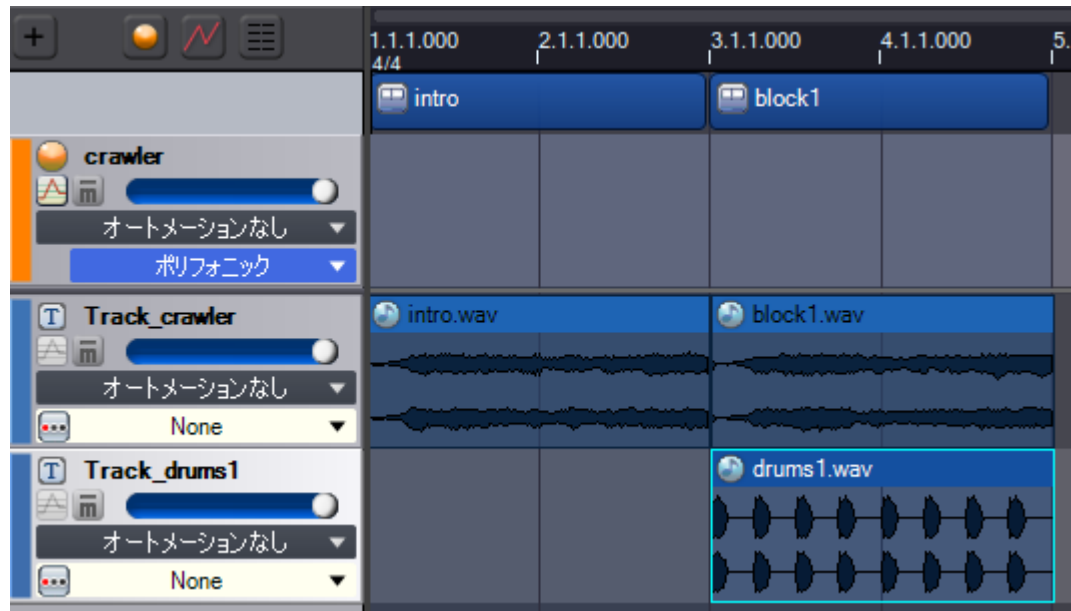 1.1.1.000 2.1.1.000 3.1.1.000 4.1.1.000 5.
4/4
intro block1
crawler
m
オートメーションなし
ポリフォニック
T Track_crawler intro.wav block1.wav
m
オートメーションなし
None
T Track_drums1 drums1.wav
m
オートメーションなし
None